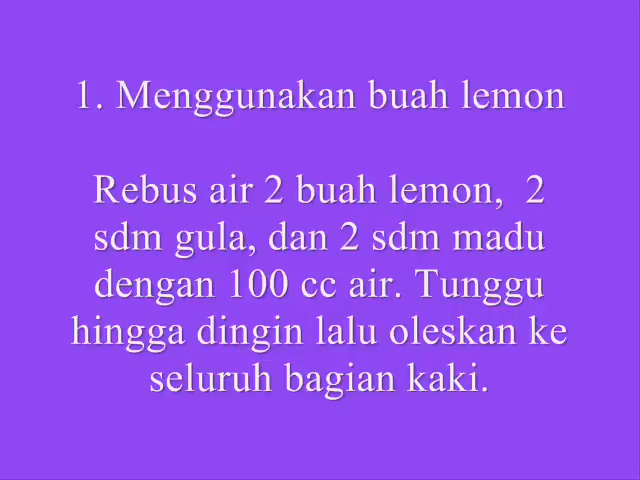 1. Menggunakan buah lemon
Rebus air 2 buah lemon, 2
sdm gula, dan 2 sdm madu
dengan 100 cc air. Tunggu
hingga dingin lalu oleskan ke
seluruh bagian kaki.